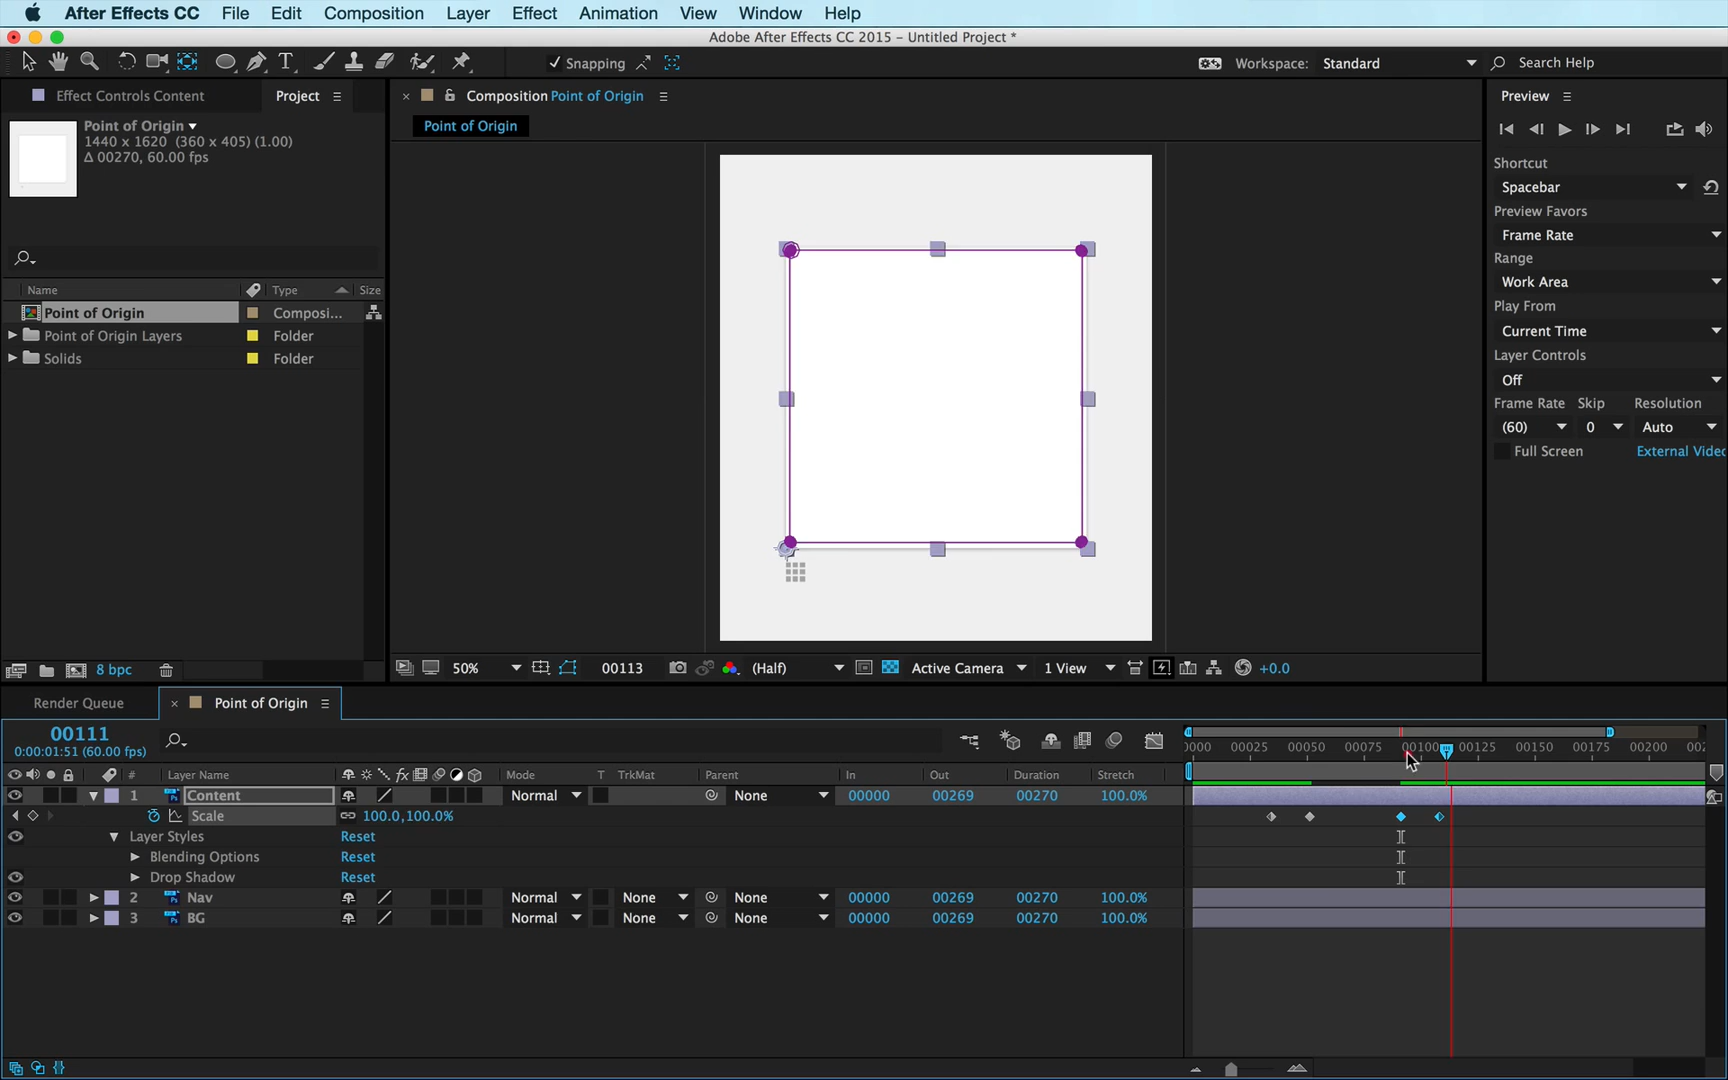 After Effects CC File Edit Composition Layer Effect Animation View Window Help
Adobe After Effects CC 2015 – Untitled Project *
T Snapping Workspace: Standard Search Help
Effect Controls Content Project
Composition Point of Origin
Preview
Point of Origin
1440 x 1620 (360 x 405) (1.00)
Δ 00270, 60.00 fps
Point of Origin
Shortcut
Spacebar
Preview Favors
Frame Rate
Range
Work Area
Play From
Current Time
Layer Controls
Off
Frame Rate Skip Resolution
(60) 0 Auto
Full Screen External Video
Name Type Size
Point of Origin Composi...
Point of Origin Layers Folder
Solids Folder
8 bpc
50% 00113 (Half) Active Camera 1 View +0.0
Render Queue Point of Origin
00111
0:00:01:51 (60.00 fps)
0000 00025 00050 00075 00100 00125 00150 00175 00200 002
# Layer Name fx Mode T TrkMat Parent In Out Duration Stretch
1 Content Normal None 00000 00269 00270 100.0%
Scale 100.0,100.0%
Layer Styles Reset
Blending Options Reset
Drop Shadow Reset
2 Nav Normal None None 00000 00269 00270 100.0%
3 BG Normal None None 00000 00269 00270 100.0%